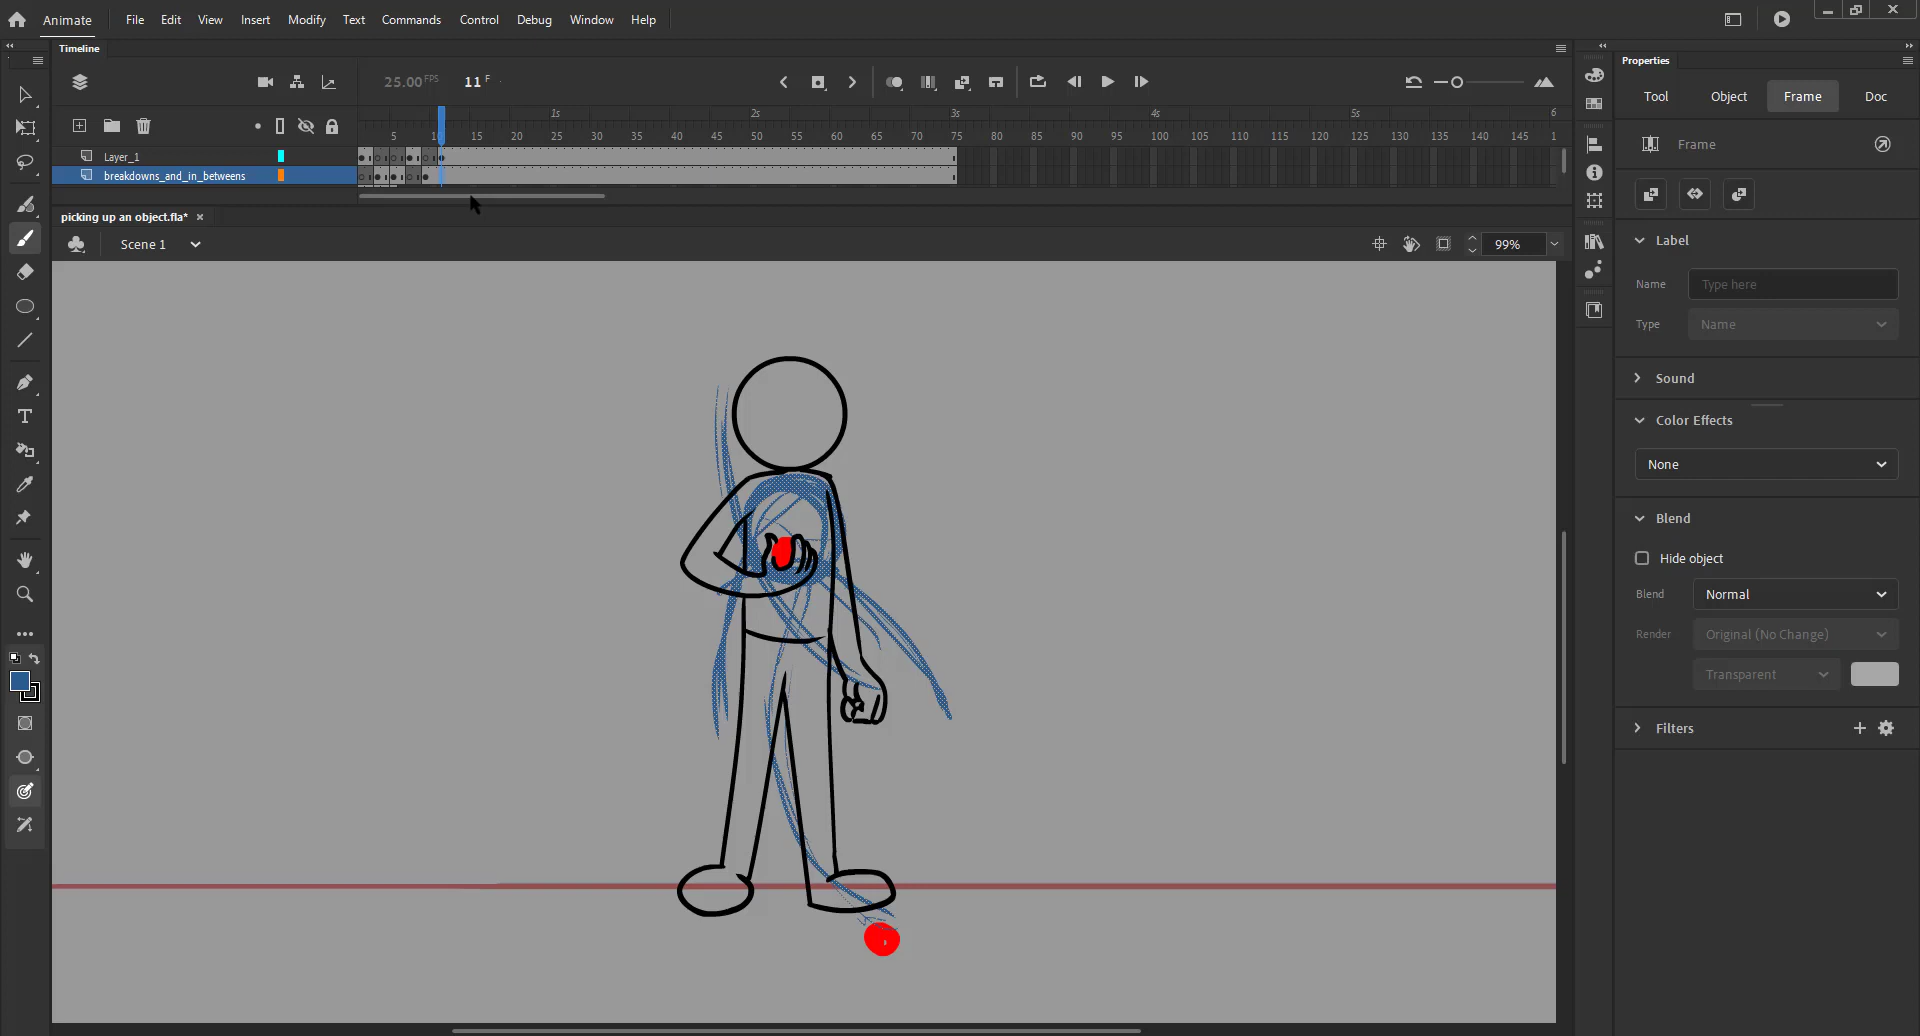 Animate File Edit View Insert Modify Text Commands Control Debug Window Help
Timeline
Properties
25.00 FPS 11 F
Tool Object Frame Doc
1s 2s 3s 4s 5s 6
5 10 15 20 25 30 35 40 45 50 55 60 65 70 75 80 85 90 95 100 105 110 115 120 125 130 135 140 145 1
Frame
Layer_1
breakdowns_and_in_betweens
picking up an object.fla*
Scene 1
99%
Label
Name Type here
Type Name
Sound
Color Effects
None
Blend
Hide object
Blend Normal
Render Original (No Change)
Transparent
Filters